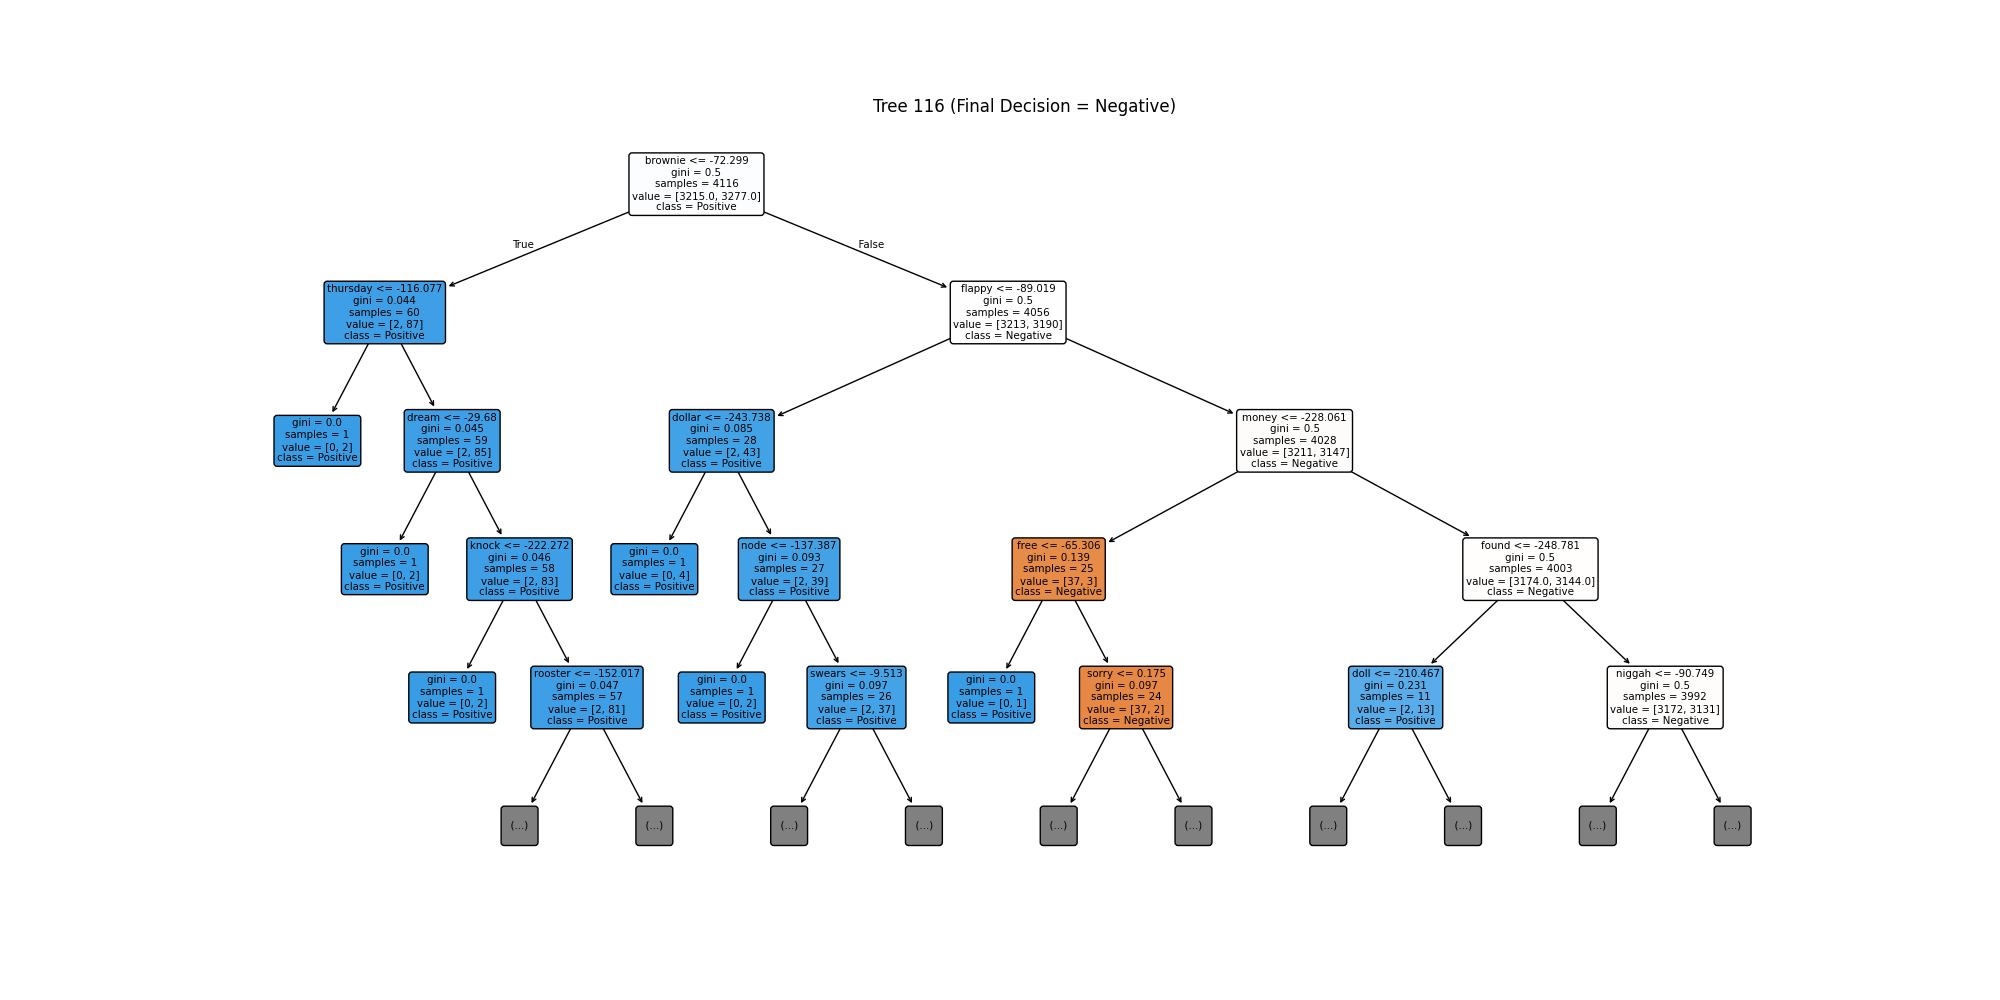 Tree 116 (Final Decision = Negative)
brownie <= -72.299
gini = 0.5
samples = 4116
value = [3215.0, 3277.0]
class = Positive
True
False
thursday <= -116.077
gini = 0.044
samples = 60
value = [2, 87]
class = Positive
flappy <= -89.019
gini = 0.5
samples = 4056
value = [3213, 3190]
class = Negative
gini = 0.0
samples = 1
value = [0, 2]
class = Positive
dream <= -29.68
gini = 0.045
samples = 59
value = [2, 85]
class = Positive
dollar <= -243.738
gini = 0.085
samples = 28
value = [2, 43]
class = Positive
money <= -228.061
gini = 0.5
samples = 4028
value = [3211, 3147]
class = Negative
gini = 0.0
samples = 1
value = [0, 2]
class = Positive
knock <= -222.272
gini = 0.046
samples = 58
value = [2, 83]
class = Positive
gini = 0.0
samples = 1
value = [0, 4]
class = Positive
node <= -137.387
gini = 0.093
samples = 27
value = [2, 39]
class = Positive
free <= -65.306
gini = 0.139
samples = 25
value = [37, 3]
class = Negative
found <= -248.781
gini = 0.5
samples = 4003
value = [3174.0, 3144.0]
class = Negative
gini = 0.0
samples = 1
value = [0, 2]
class = Positive
rooster <= -152.017
gini = 0.047
samples = 57
value = [2, 81]
class = Positive
gini = 0.0
samples = 1
value = [0, 2]
class = Positive
swears <= -9.513
gini = 0.097
samples = 26
value = [2, 37]
class = Positive
gini = 0.0
samples = 1
value = [0, 1]
class = Positive
sorry <= 0.175
gini = 0.097
samples = 24
value = [37, 2]
class = Negative
doll <= -210.467
gini = 0.231
samples = 11
value = [2, 13]
class = Positive
niggah <= -90.749
gini = 0.5
samples = 3992
value = [3172, 3131]
class = Negative
(...)
(...)
(...)
(...)
(...)
(...)
(...)
(...)
(...)
(...)